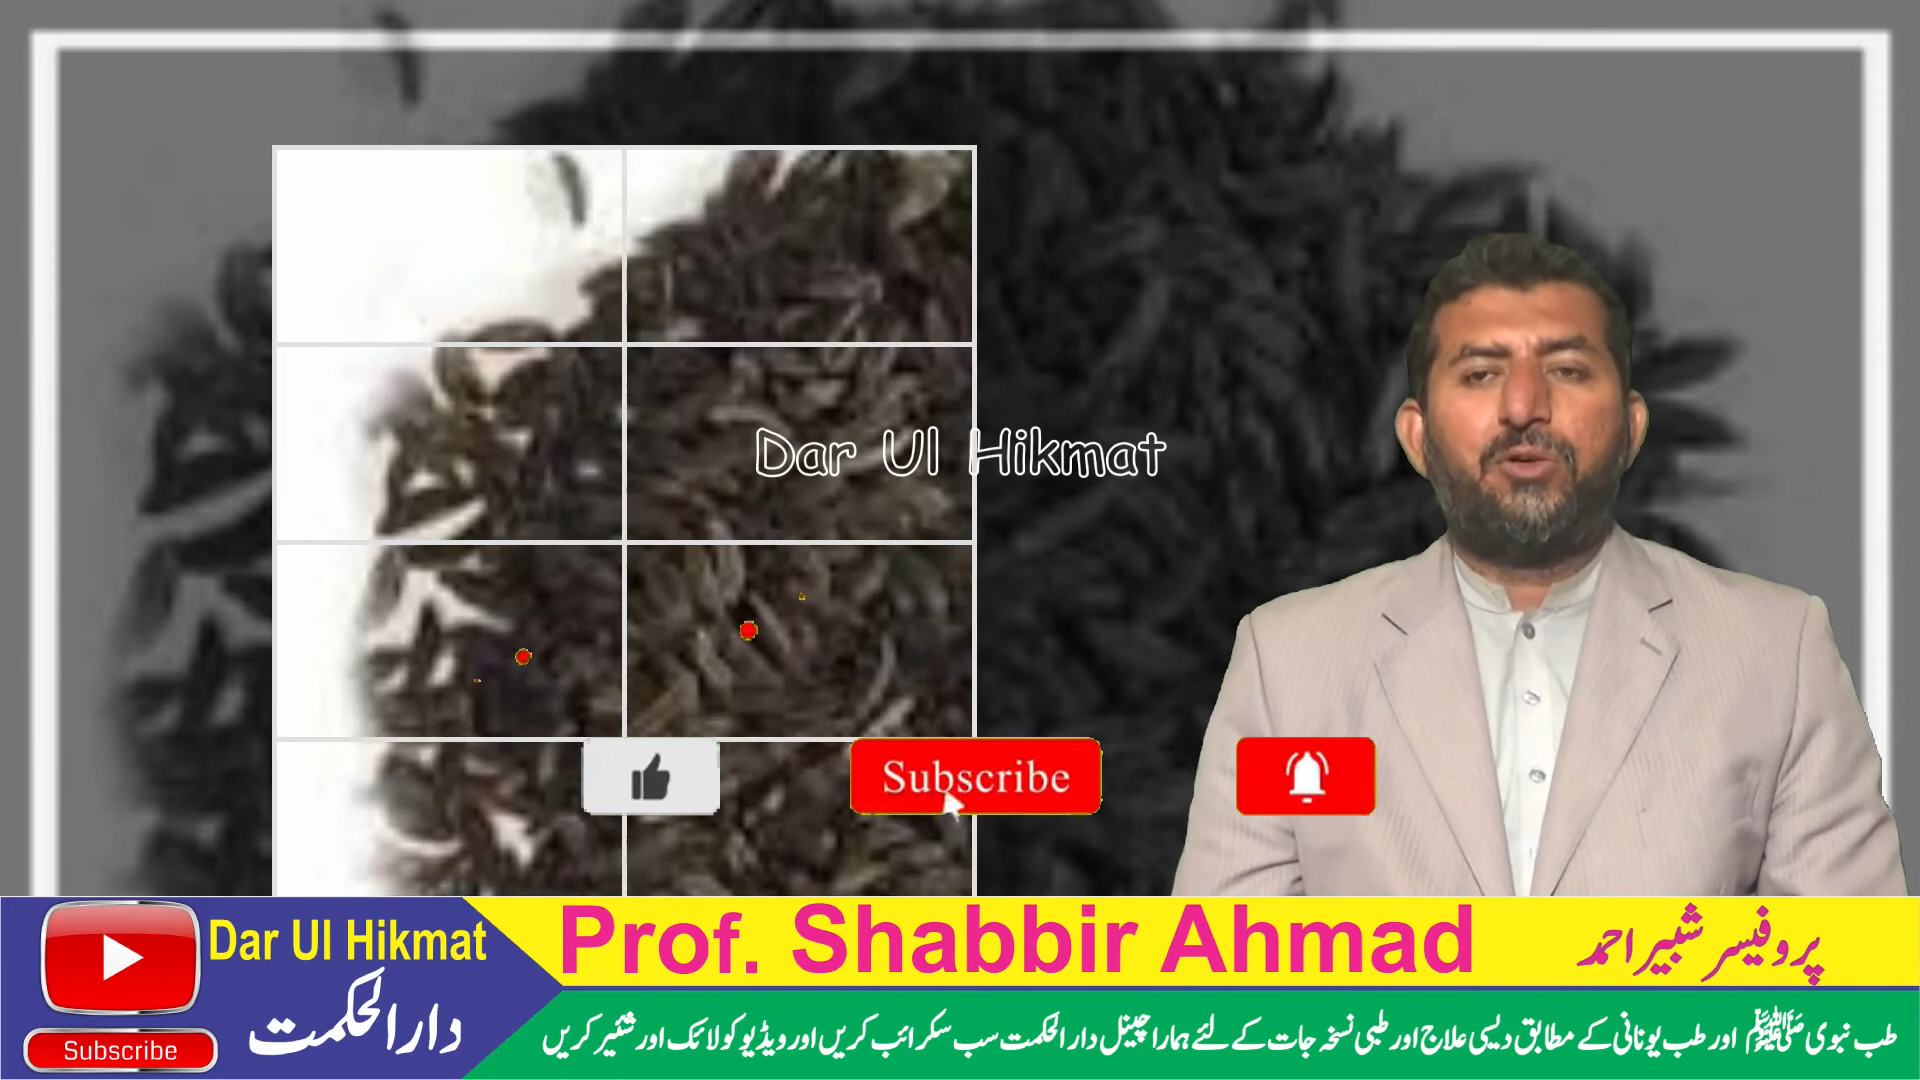 Dar Ul Hikmat
Subscribe
Dar Ul Hikmat
دارالحکمت
Subscribe
Prof. Shabbir Ahmad
پروفیسر شبیر احمد
طب نبوی ﷺ اور طب یونانی کے مطابق دیسی علاج اور طبی نسخہ جات کے لئے ہمارا چینل دارالحکمت سب سکرائب کریں اور ویڈیو کو لائک اور شئیر کریں